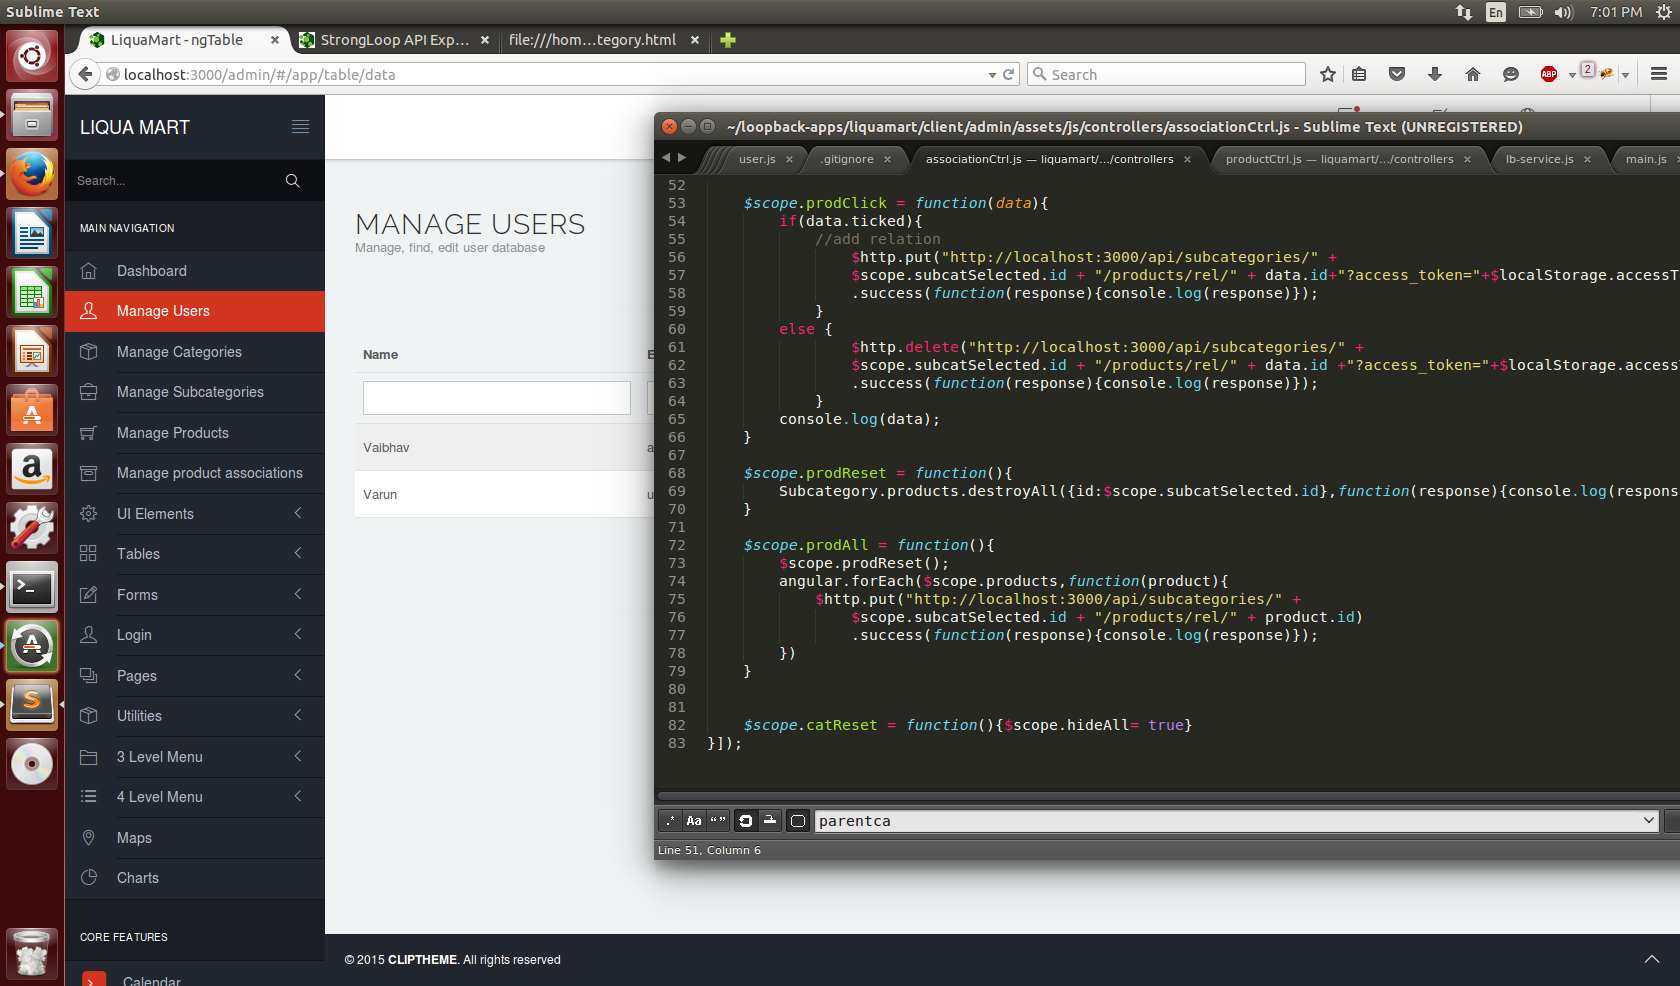 Sublime Text
En
7:01 PM
LiquaMart - ngTable
StrongLoop API Exp...
file:///hom...tegory.html
localhost:3000/admin/#/app/table/data
Search
ABP
2
LIQUA MART
Search...
MAIN NAVIGATION
Dashboard
Manage Users
Manage Categories
Manage Subcategories
Manage Products
Manage product associations
UI Elements
Tables
Forms
Login
Pages
Utilities
3 Level Menu
4 Level Menu
Maps
Charts
CORE FEATURES
Calendar
MANAGE USERS
Manage, find, edit user database
Name
E
Vaibhav
a
Varun
u
© 2015 CLIPTHEME. All rights reserved
~/loopback-apps/liquamart/client/admin/assets/js/controllers/associationCtrl.js - Sublime Text (UNREGISTERED)
user.js
.gitignore
associationCtrl.js — liquamart/.../controllers
productCtrl.js — liquamart/.../controllers
lb-service.js
main.js
52
53 $scope.prodClick = function(data){
54 if(data.ticked){
55 //add relation
56 $http.put("http://localhost:3000/api/subcategories/" +
57 $scope.subcatSelected.id + "/products/rel/" + data.id+"?access_token="+$localStorage.accessT
58 .success(function(response){console.log(response)});
59 }
60 else {
61 $http.delete("http://localhost:3000/api/subcategories/" +
62 $scope.subcatSelected.id + "/products/rel/" + data.id +"?access_token="+$localStorage.access
63 .success(function(response){console.log(response)});
64 }
65 console.log(data);
66 }
67
68 $scope.prodReset = function(){
69 Subcategory.products.destroyAll({id:$scope.subcatSelected.id},function(response){console.log(respons
70 }
71
72 $scope.prodAll = function(){
73 $scope.prodReset();
74 angular.forEach($scope.products,function(product){
75 $http.put("http://localhost:3000/api/subcategories/" +
76 $scope.subcatSelected.id + "/products/rel/" + product.id)
77 .success(function(response){console.log(response)});
78 })
79 }
80
81
82 $scope.catReset = function(){$scope.hideAll= true}
83 }]);
.* Aa “”
parentca
Line 51, Column 6